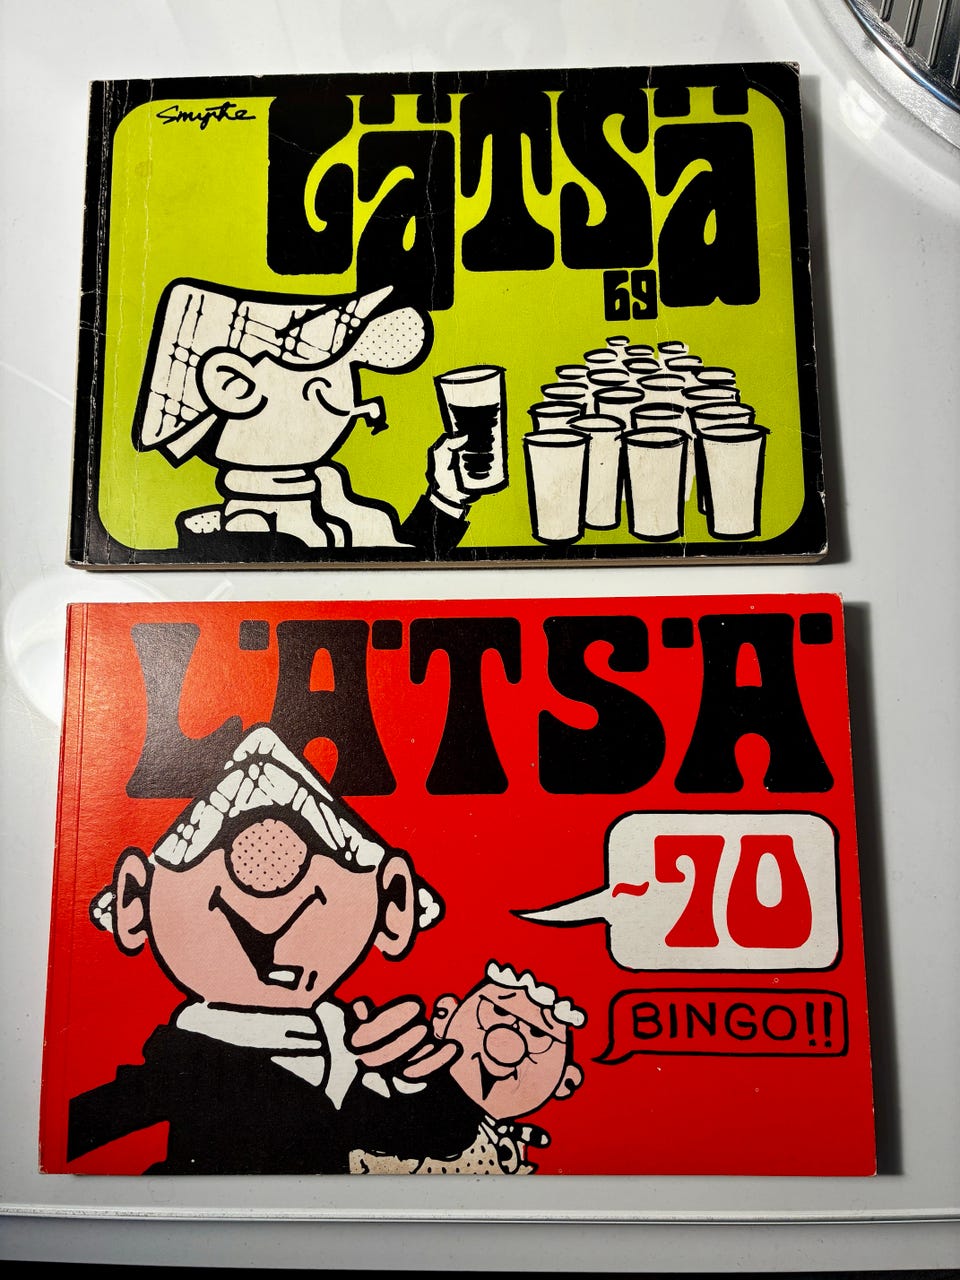 Smythe
LäTSä
69
LÄTSÄ
-70
BINGO!!